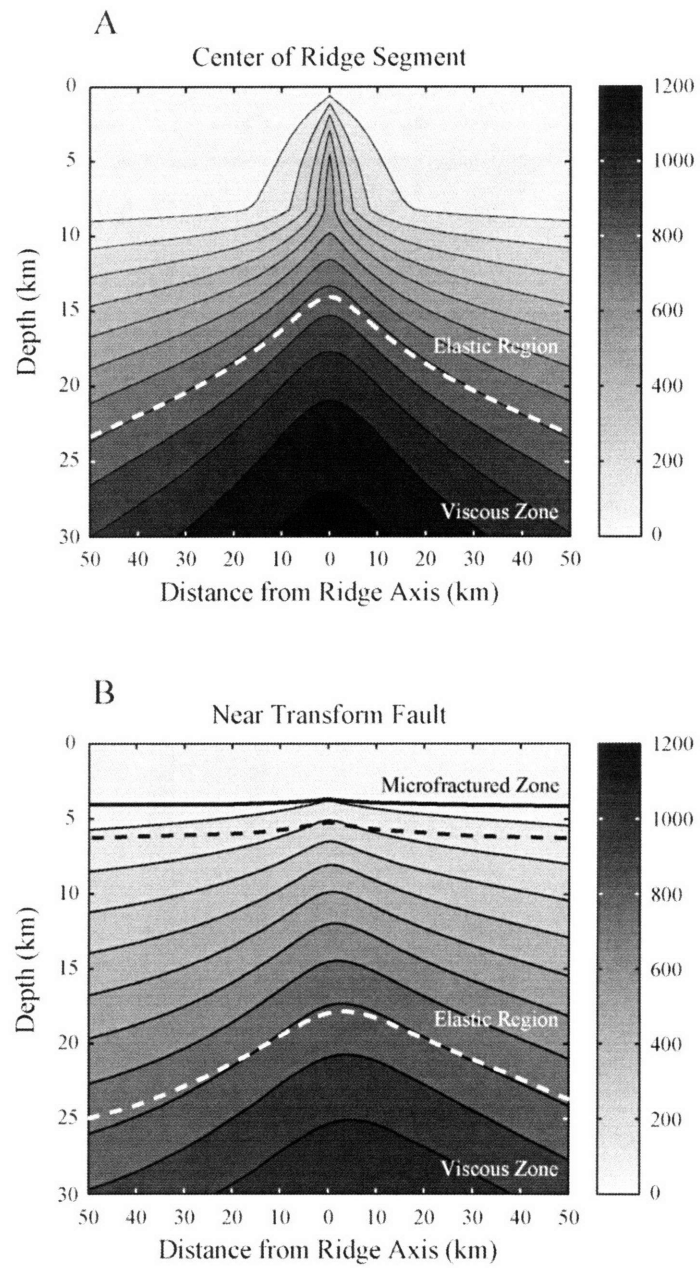 A
Center of Ridge Segment
0
5
10
15
20
25
30
Depth (km)
Elastic Region
Viscous Zone
50 40 30 20 10 0 10 20 30 40 50
Distance from Ridge Axis (km)
1200
1000
800
600
400
200
0
B
Near Transform Fault
0
5
10
15
20
25
30
Depth (km)
Microfractured Zone
Elastic Region
Viscous Zone
50 40 30 20 10 0 10 20 30 40 50
Distance from Ridge Axis (km)
1200
1000
800
600
400
200
0